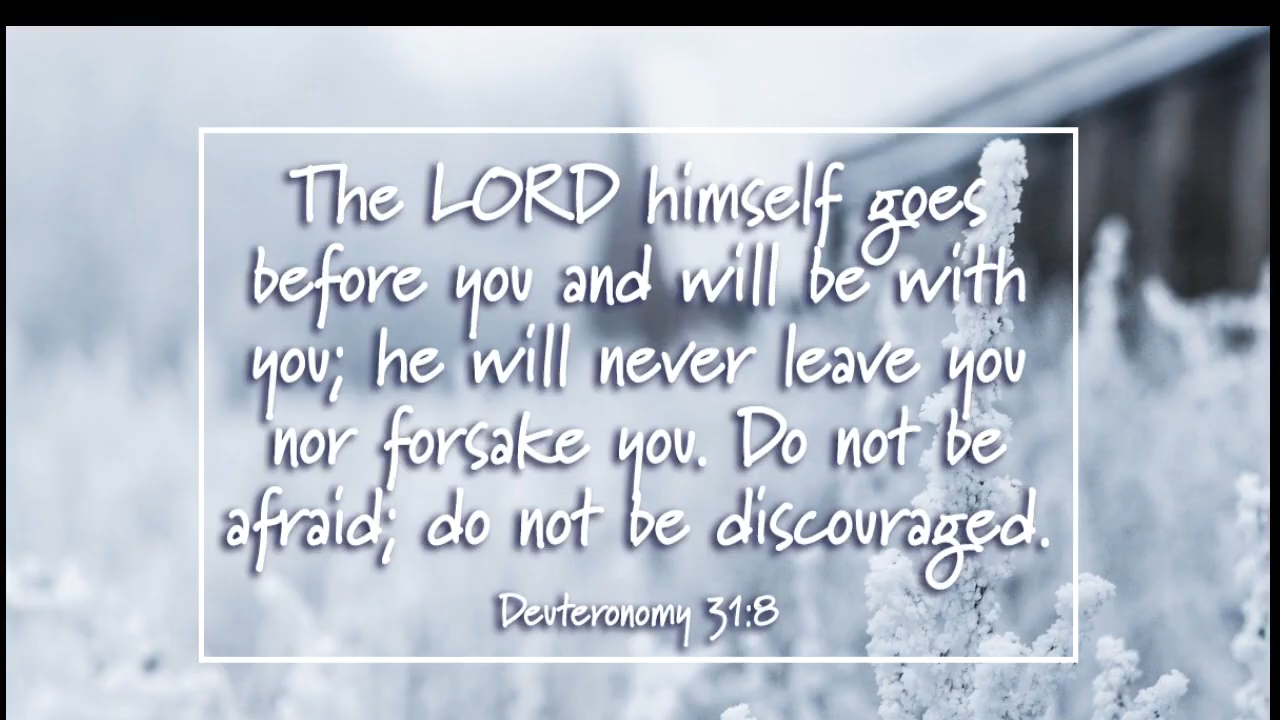 The LORD himself goes
before you and will be with
you; he will never leave you
nor forsake you. Do not be
afraid; do not be discouraged.
Deuteronomy 31:8